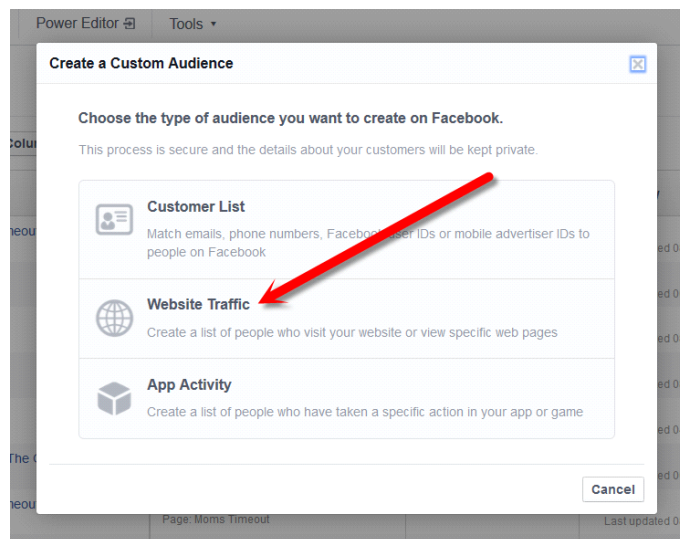 Power Editor Tools
Create a Custom Audience
Choose the type of audience you want to create on Facebook.
This process is secure and the details about your customers will be kept private.
Customer List
Match emails, phone numbers, Facebook user IDs or mobile advertiser IDs to
people on Facebook
Website Traffic
Create a list of people who visit your website or view specific web pages
App Activity
Create a list of people who have taken a specific action in your app or game
The
Cancel
Page: Moms Timeout
Last updated